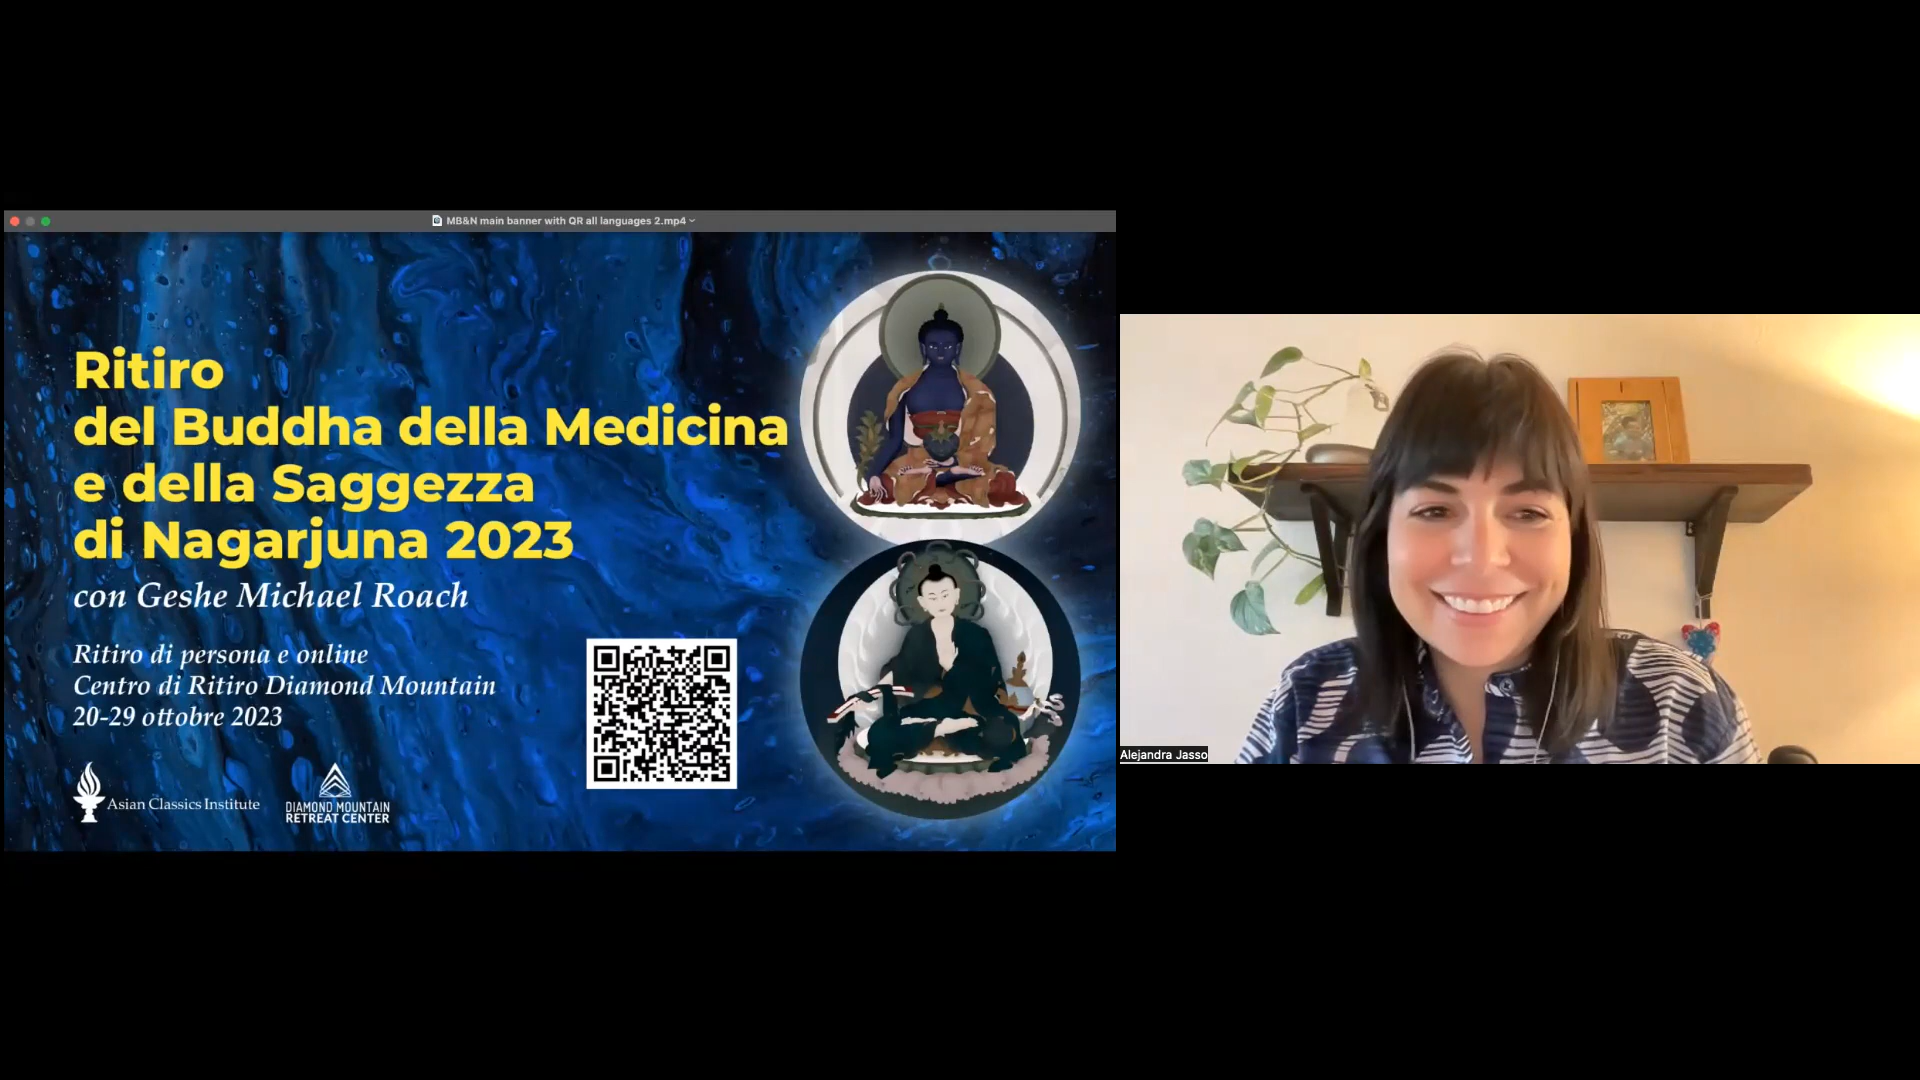 MB&N main banner with QR all languages 2.mp4
Ritiro
del Buddha della Medicina
e della Saggezza
di Nagarjuna 2023
con Geshe Michael Roach
Ritiro di persona e online
Centro di Ritiro Diamond Mountain
20-29 ottobre 2023
Asian Classics Institute
DIAMOND MOUNTAIN
RETREAT CENTER
Alejandra Jasso